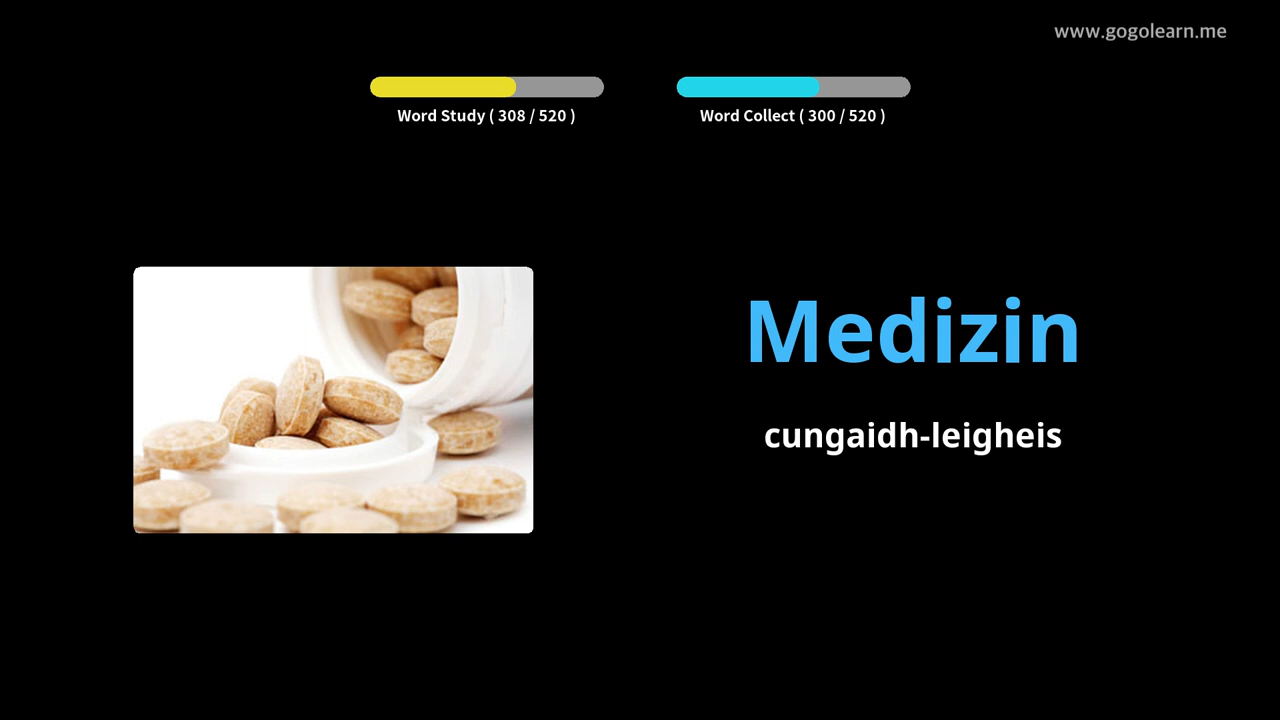 www.gogolearn.me
Word Study ( 308 / 520 )
Word Collect ( 300 / 520 )
Medizin
cungaidh-leigheis